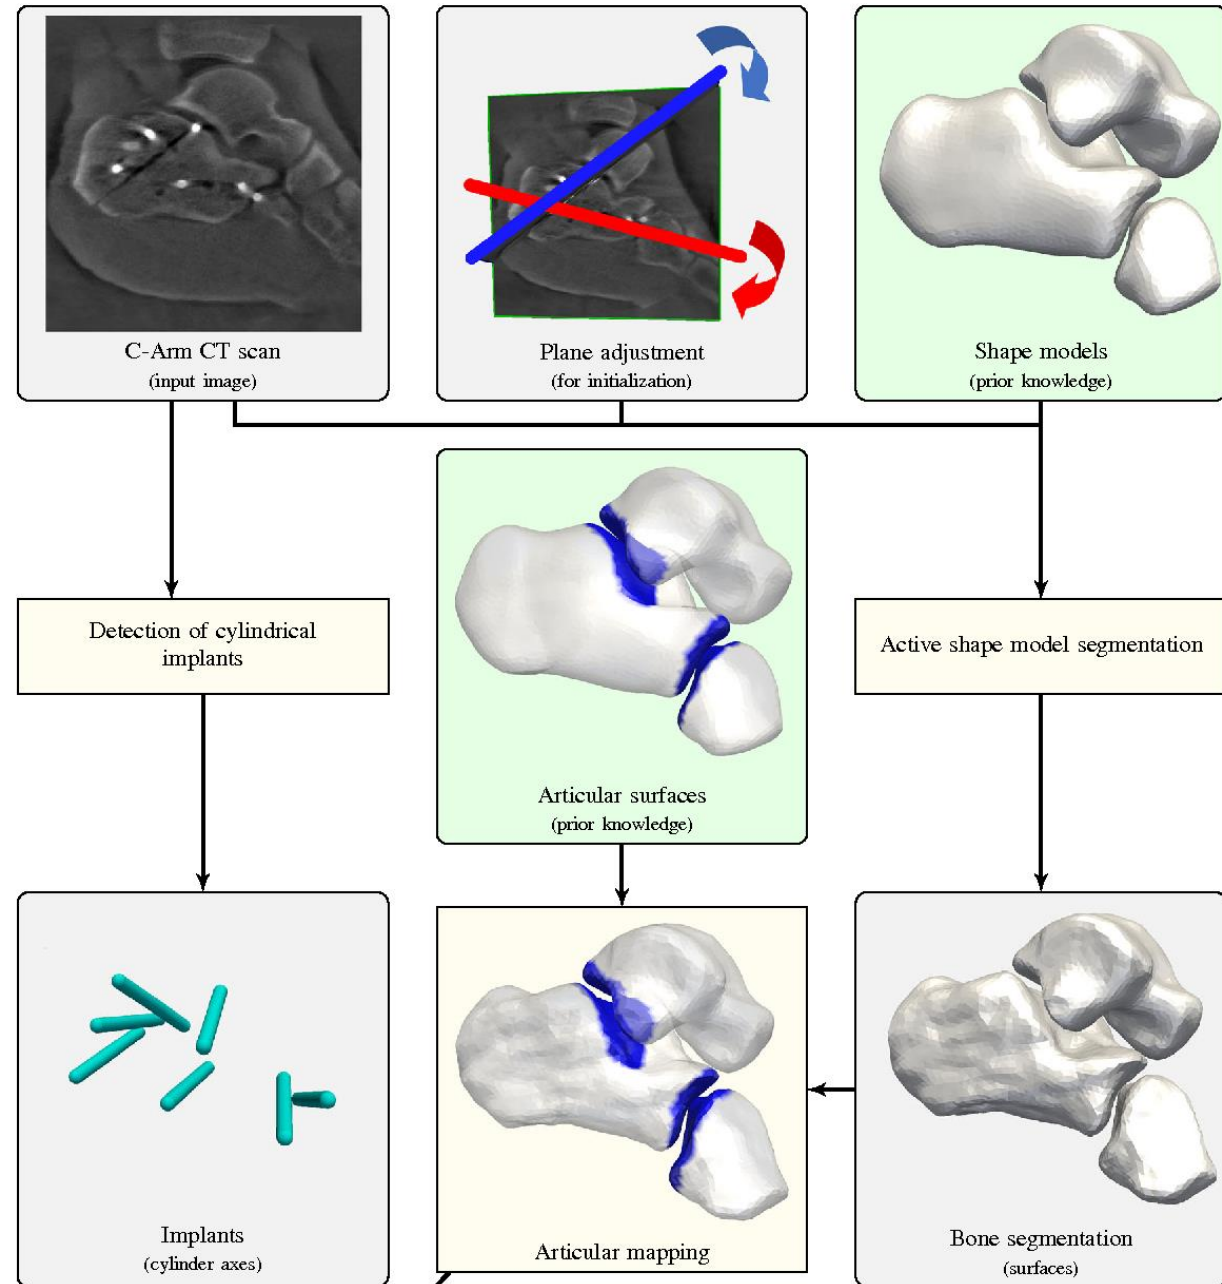 C-Arm CT scan
(input image)
Plane adjustment
(for initialization)
Shape models
(prior knowledge)
Detection of cylindrical
implants
Articular surfaces
(prior knowledge)
Active shape model segmentation
Implants
(cylinder axes)
Articular mapping
Bone segmentation
(surfaces)